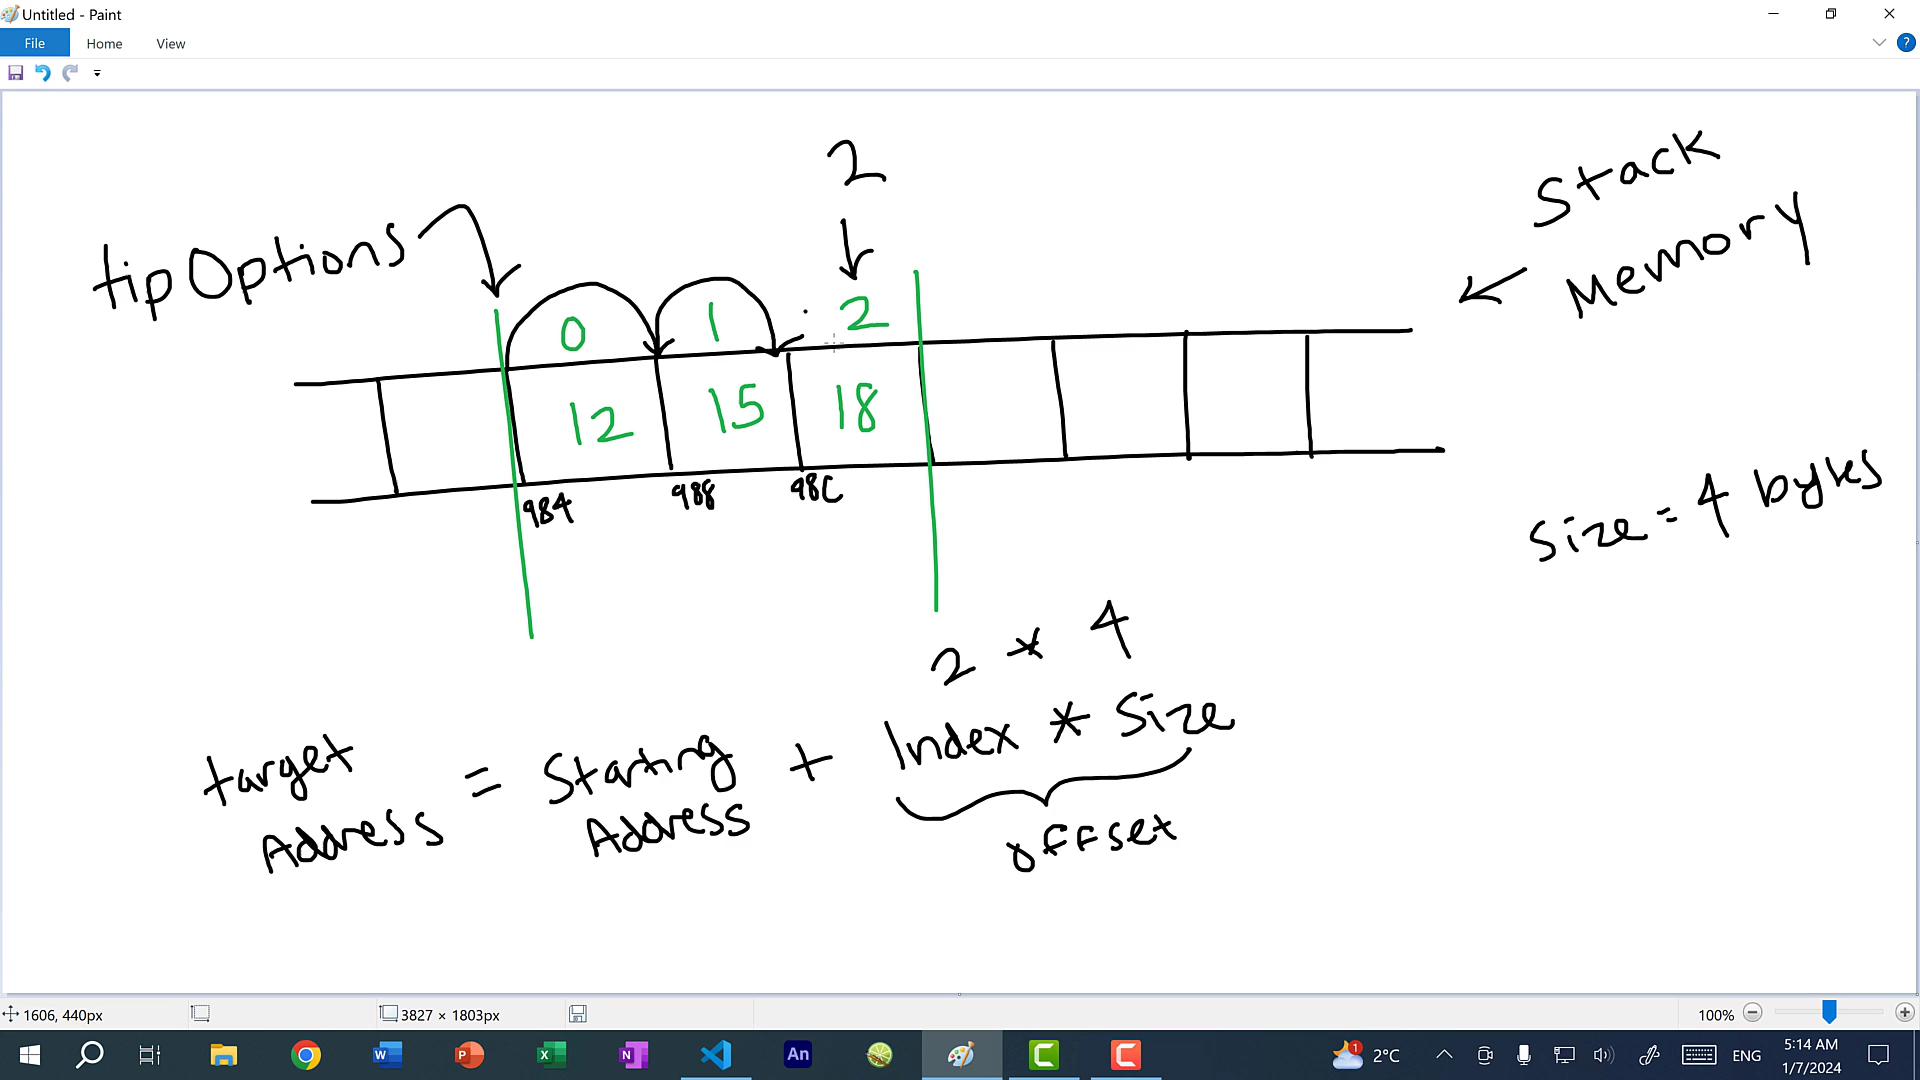 Untitled - Paint
File Home View
2
Stack
Memory
tipOptions
0 1 2
12 15 18
984 988 98C
Size = 4 bytes
2 * 4
target
Address
=
Starting
Address
+ Index * Size
offset
1606, 440px
3827 × 1803px
100%
W P X N An
1
2°C
ENG
5:14 AM
1/7/2024